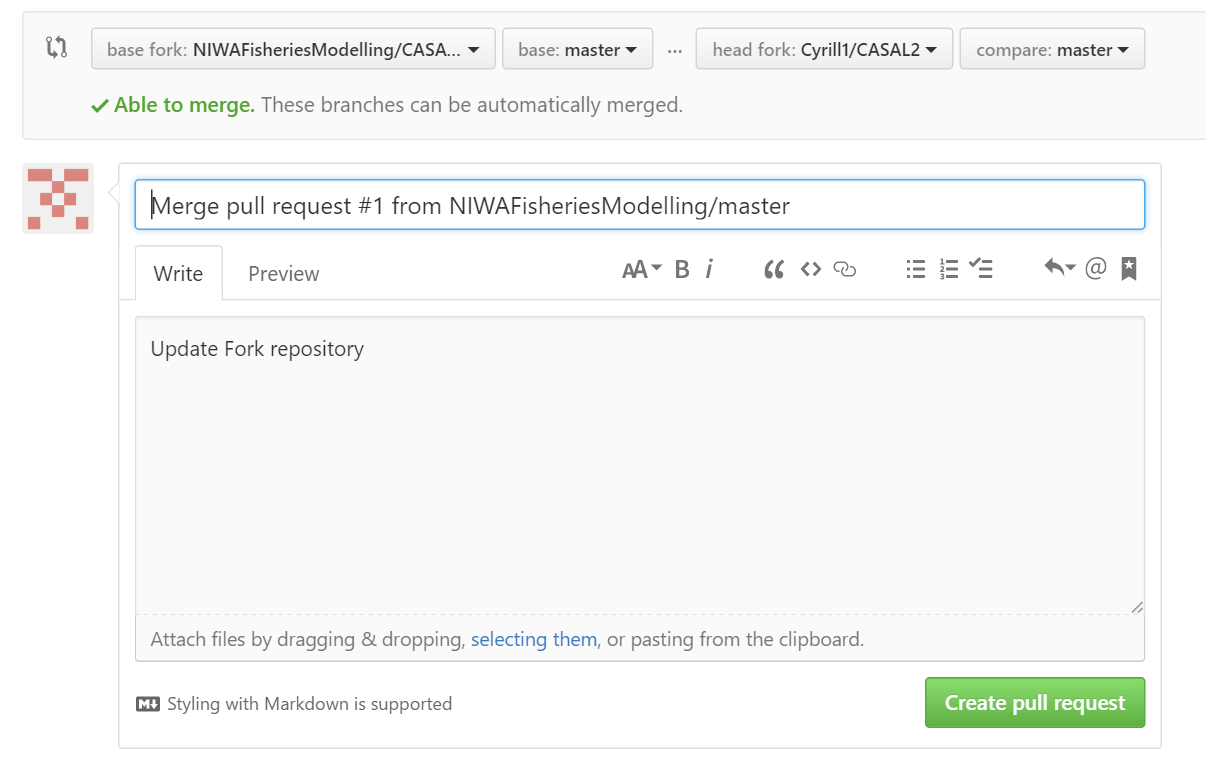 base fork: NIWAFisheriesModelling/CASA... base: master ... head fork: Cyrill1/CASAL2 compare: master
Able to merge. These branches can be automatically merged.
Merge pull request #1 from NIWAFisheriesModelling/master
Write Preview AA B i @
Update Fork repository
Attach files by dragging & dropping, selecting them, or pasting from the clipboard.
M Styling with Markdown is supported Create pull request